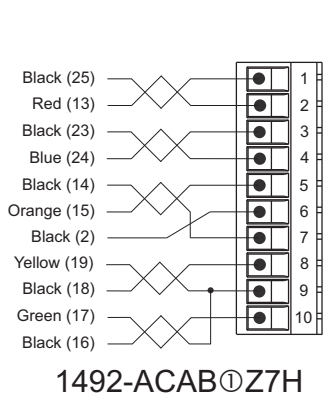 Black (25)
Red (13)
Black (23)
Blue (24)
Black (14)
Orange (15)
Black (2)
Yellow (19)
Black (18)
Green (17)
Black (16)
1
2
3
4
5
6
7
8
9
10
1492-ACAB①Z7H